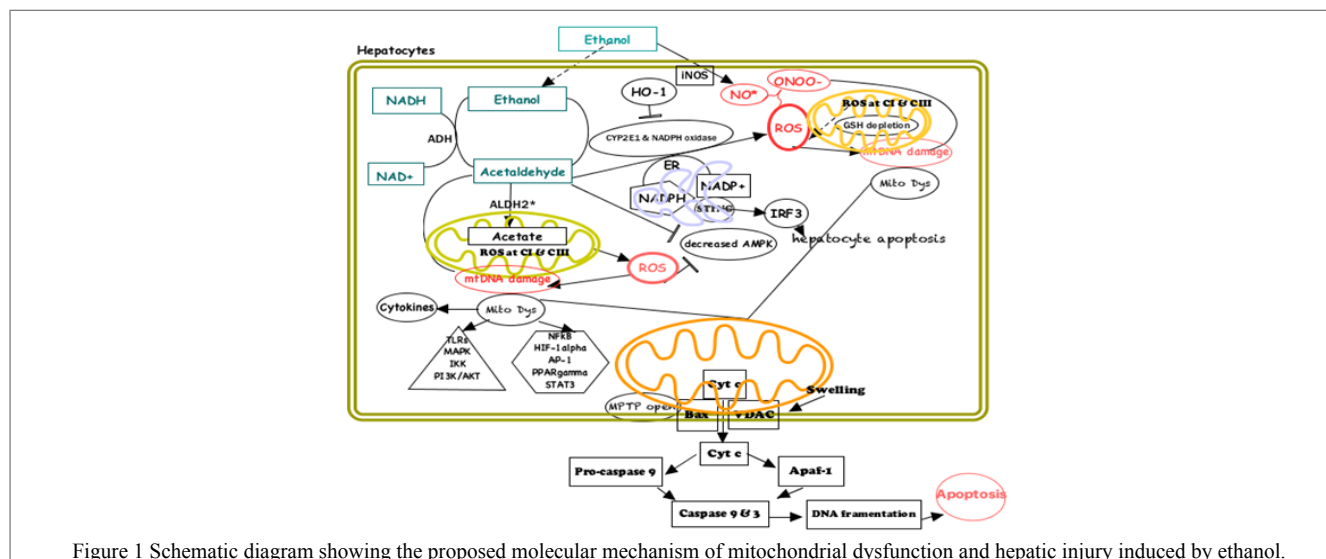 Ethanol
Hepatocytes
iNOS
ONOO-
NADH
Ethanol
HO-1
NO*
ROS at CI & CIII
ROS
GSH depletion
ADH
CYP2E1 & NADPH oxidase
mtDNA damage
NAD+
Acetaldehyde
ER
NADP+
Mito Dys
NADPH
STING
IRF3
ALDH2*
Acetate
decreased AMPK
hepatocyte apoptosis
ROS at CI & CIII
ROS
mtDNA damage
Cytokines
Mito Dys
TLRs
MAPK
IKK
PI3K/AKT
NFkB
HIF-1alpha
AP-1
PPARgamma
STAT3
Cyt c
Swelling
MPTP open
Bax
VDAC
Cyt c
Pro-caspase 9
Apaf-1
Apoptosis
Caspase 9 & 3
DNA framentation
Figure 1 Schematic diagram showing the proposed molecular mechanism of mitochondrial dysfunction and hepatic injury induced by ethanol.